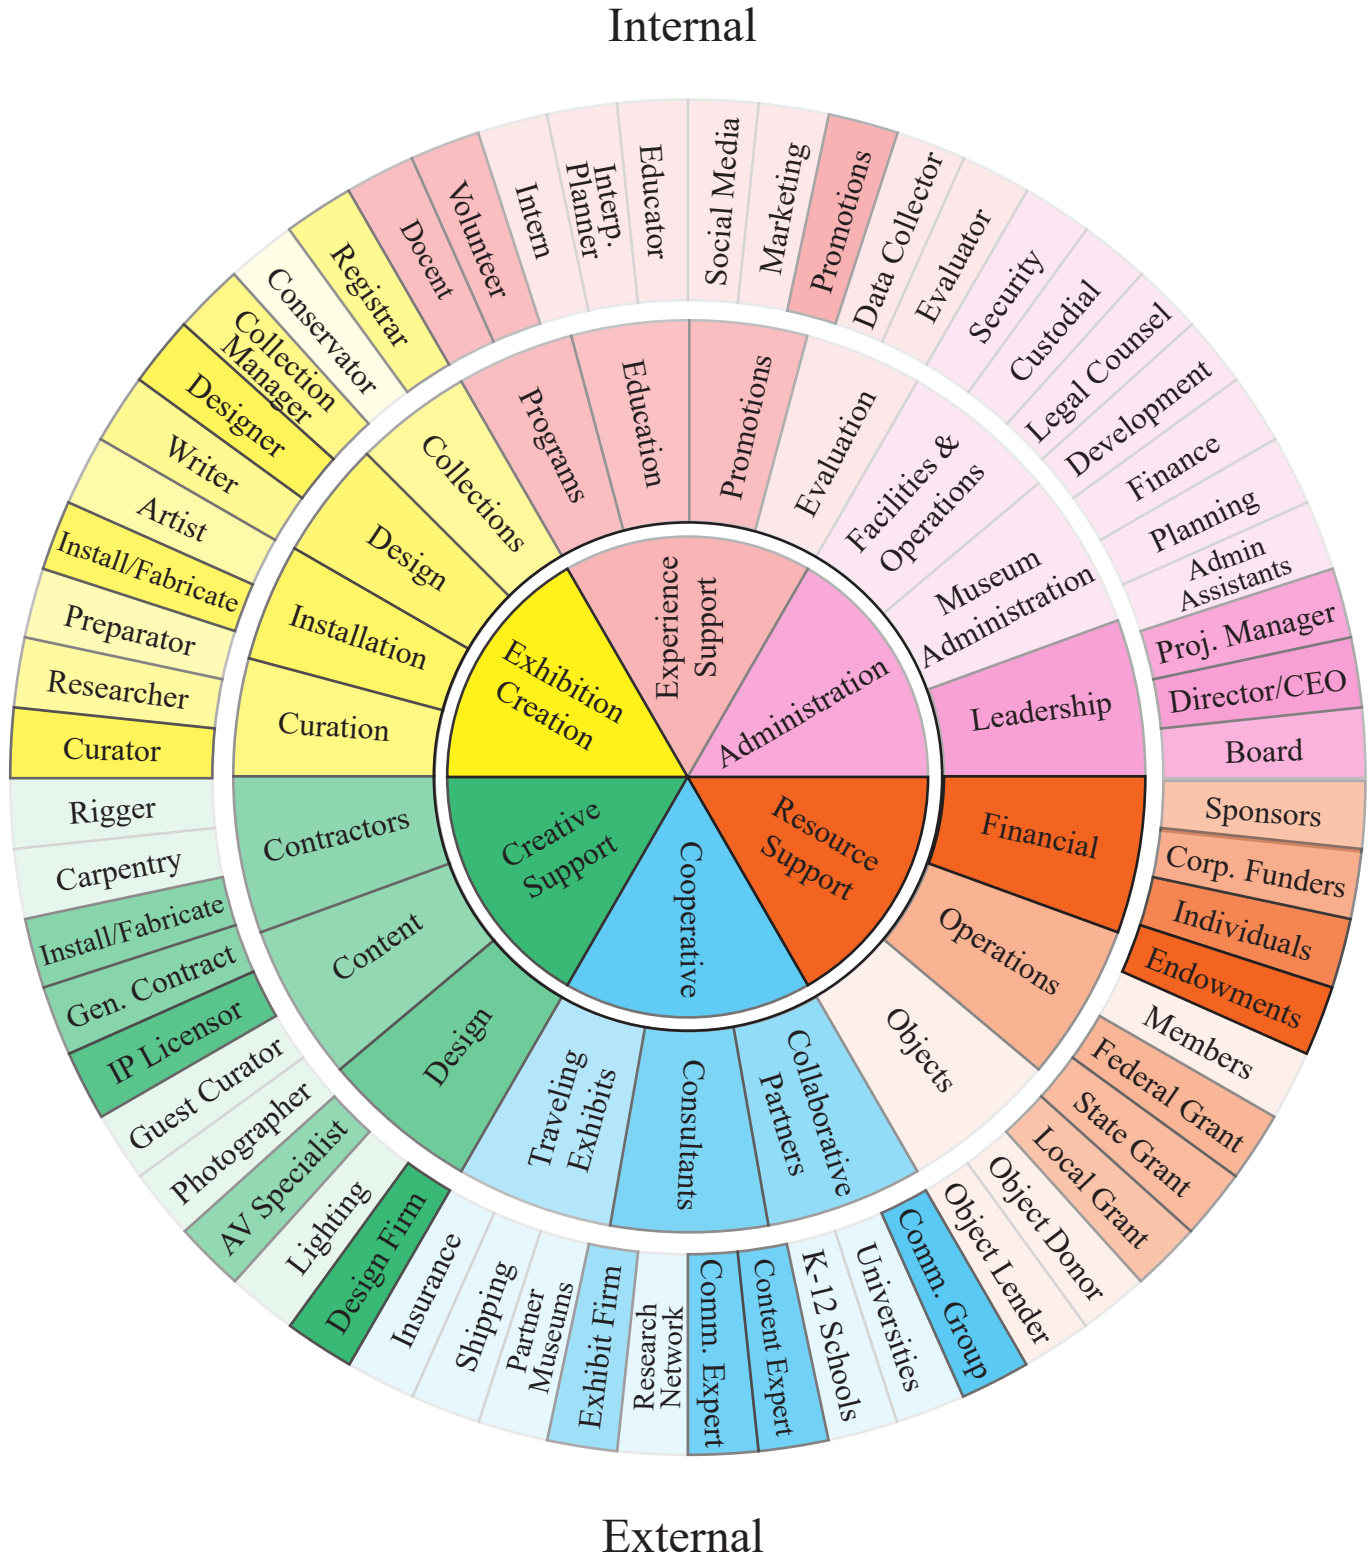 Internal
Social Media
Marketing
Promotions
Data Collector
Evaluator
Security
Custodial
Legal Counsel
Development
Finance
Planning
Admin
Assistants
Proj. Manager
Director/CEO
Board
Sponsors
Corp. Funders
Individuals
Endowments
Members
Federal Grant
State Grant
Local Grant
Object Donor
Object Lender
Comm. Group
Universities
K-12 Schools
Content Expert
Comm. Expert
Research
Network
Exhibit Firm
Partner
Museums
Shipping
Insurance
Design Firm
Lighting
AV Specialist
Photographer
Guest Curator
IP Licensor
Gen. Contract
Install/Fabricate
Carpentry
Rigger
Curator
Researcher
Preparator
Install/Fabricate
Artist
Writer
Designer
Collection
Manager
Conservator
Registrar
Docent
Volunteer
Intern
Interp.
Planner
Educator
Promotions
Evaluation
Facilities &
Operations
Museum
Administration
Leadership
Financial
Operations
Objects
Collaborative
Partners
Consultants
Traveling
Exhibits
Design
Content
Contractors
Curation
Installation
Design
Collections
Programs
Education
Experience
Support
Administration
Resource
Support
Cooperative
Creative
Support
Exhibition
Creation
External